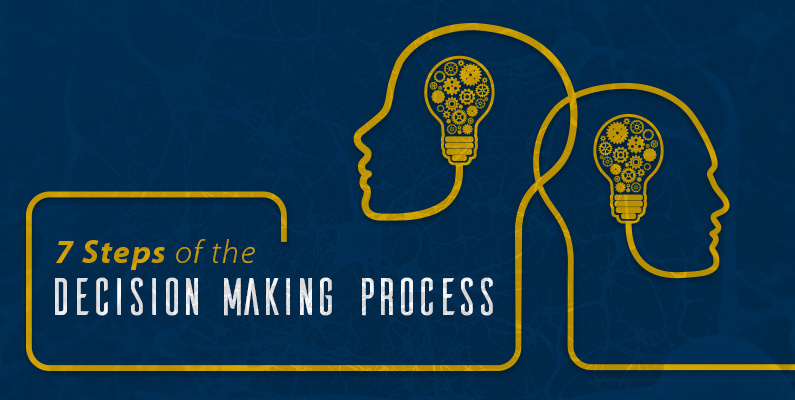 7 Steps of the
DECISION MAKING PROCESS